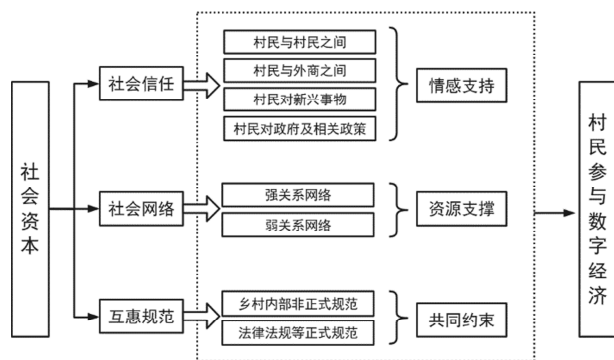 社会资本
社会信任
村民与村民之间
村民与外商之间
村民对新兴事物
村民对政府及相关政策
情感支持
社会网络
强关系网络
弱关系网络
资源支撑
互惠规范
乡村内部非正式规范
法律法规等正式规范
共同约束
村民参与数字经济